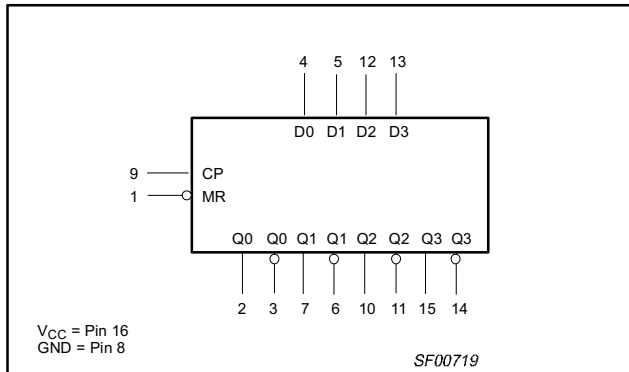 4 5 12 13
D0 D1 D2 D3
9 CP
1 MR
Q0 Q0 Q1 Q1 Q2 Q2 Q3 Q3
2 3 7 6 10 11 15 14
VCC = Pin 16
GND = Pin 8
SF00719